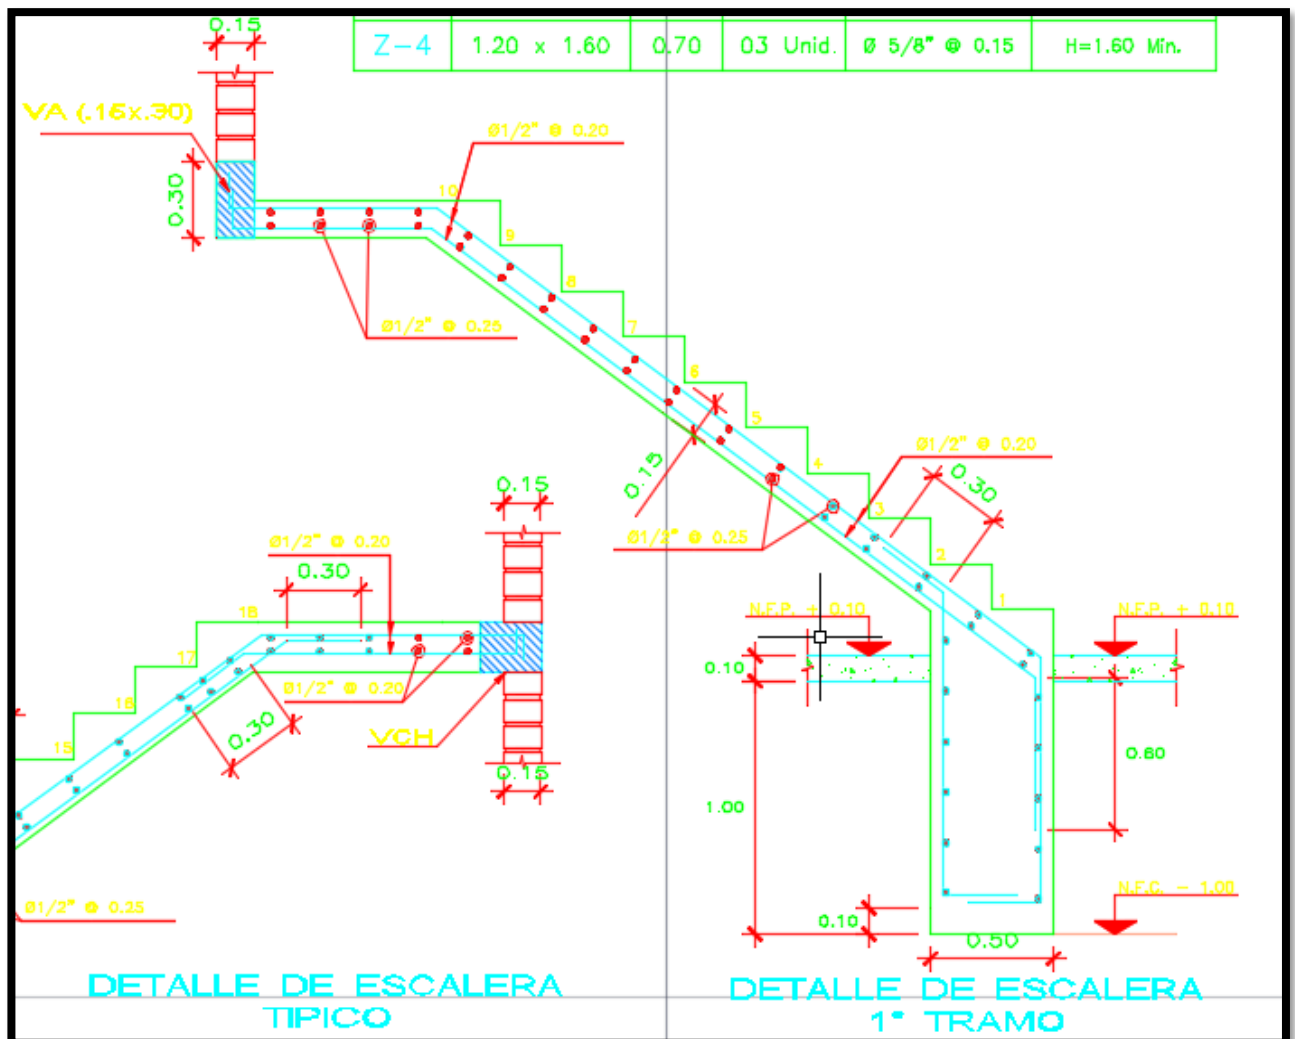 0.15
Z-4 1.20 x 1.60 0.70 03 Unid. Ø 5/8" @ 0.15 H=1.60 Min.
VA (.15x.30)
Ø1/2" @ 0.20
0.30
10
9
8
Ø1/2" @ 0.25
7
6
5
0.15
4
Ø1/2" @ 0.20
0.30
3
Ø1/2" @ 0.25
2
1
N.F.P. + 0.10
N.F.P. + 0.10
0.10
0.60
1.00
N.F.C. - 1.00
0.10
0.50
0.15
Ø1/2" @ 0.20
0.30
18
17
Ø1/2" @ 0.20
16
0.30
VCH
15
0.15
Ø1/2" @ 0.25
DETALLE DE ESCALERA
TIPICO
DETALLE DE ESCALERA
1° TRAMO